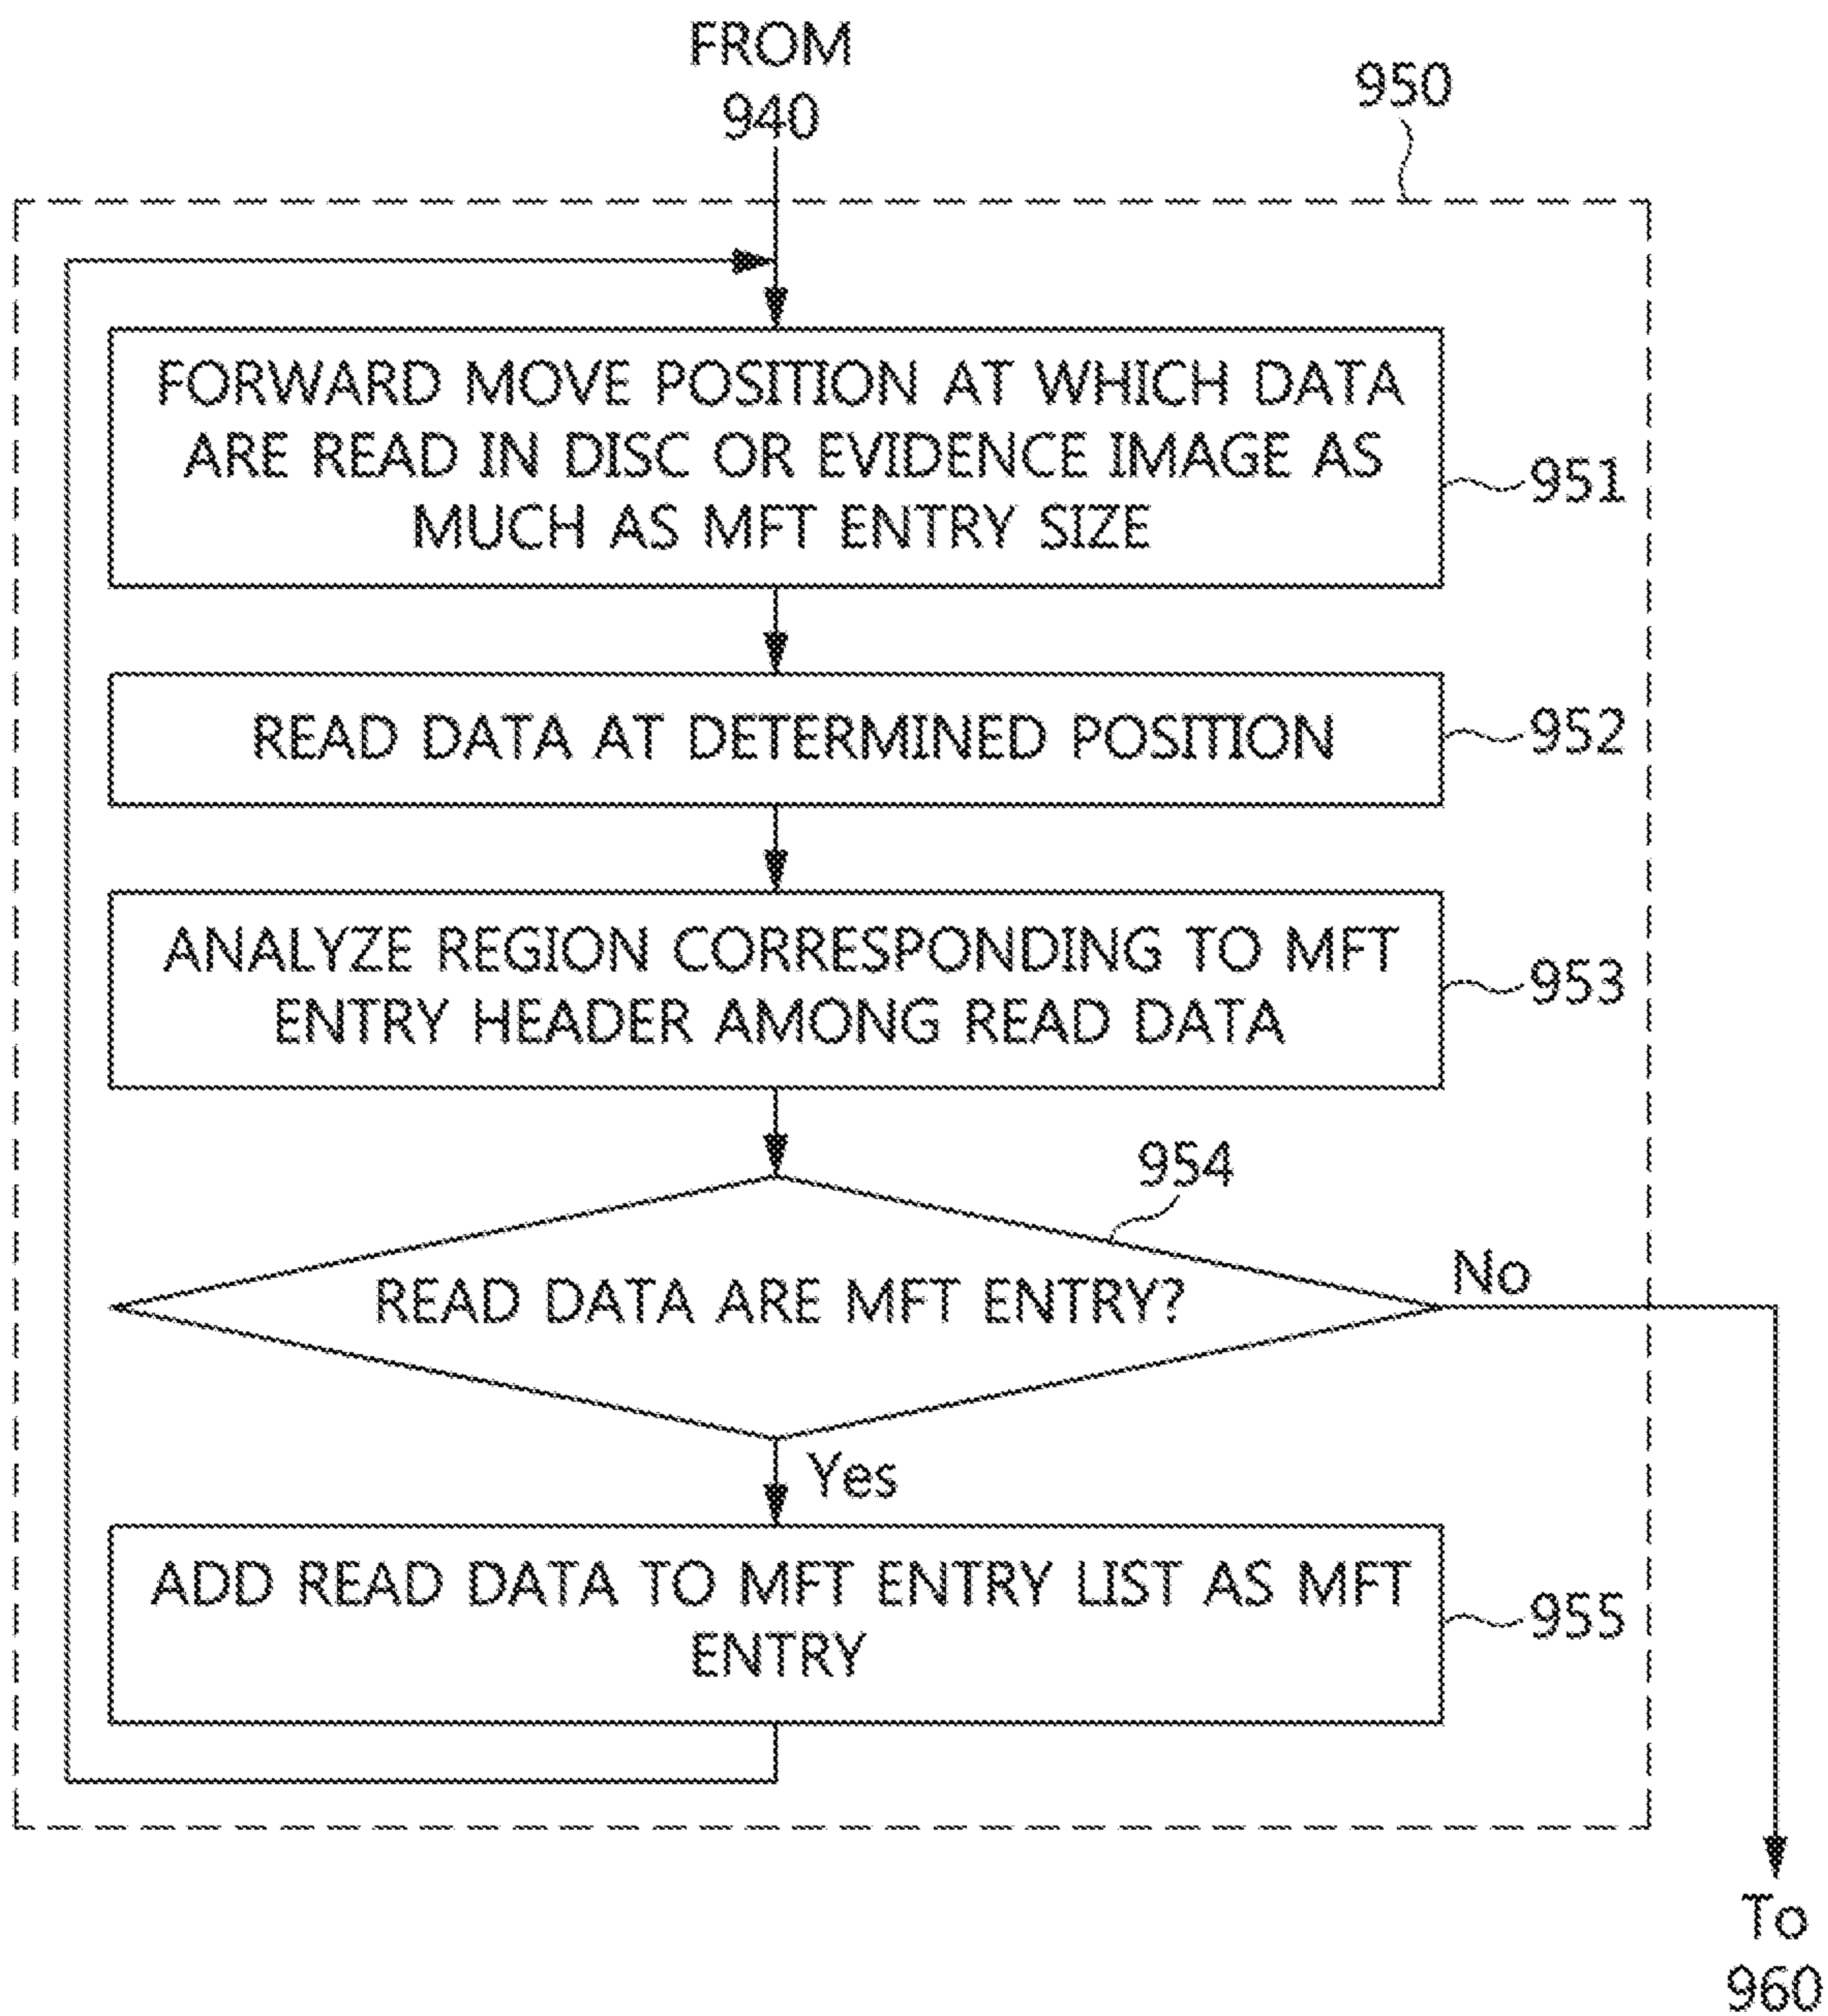 FROM
940
950
FORWARD MOVE POSITION AT WHICH DATA
ARE READ IN DISC OR EVIDENCE IMAGE AS
MUCH AS MFT ENTRY SIZE
951
READ DATA AT DETERMINED POSITION
952
ANALYZE REGION CORRESPONDING TO MFT
ENTRY HEADER AMONG READ DATA
953
954
READ DATA ARE MFT ENTRY?
No
Yes
ADD READ DATA TO MFT ENTRY LIST AS MFT
ENTRY
955
To
960